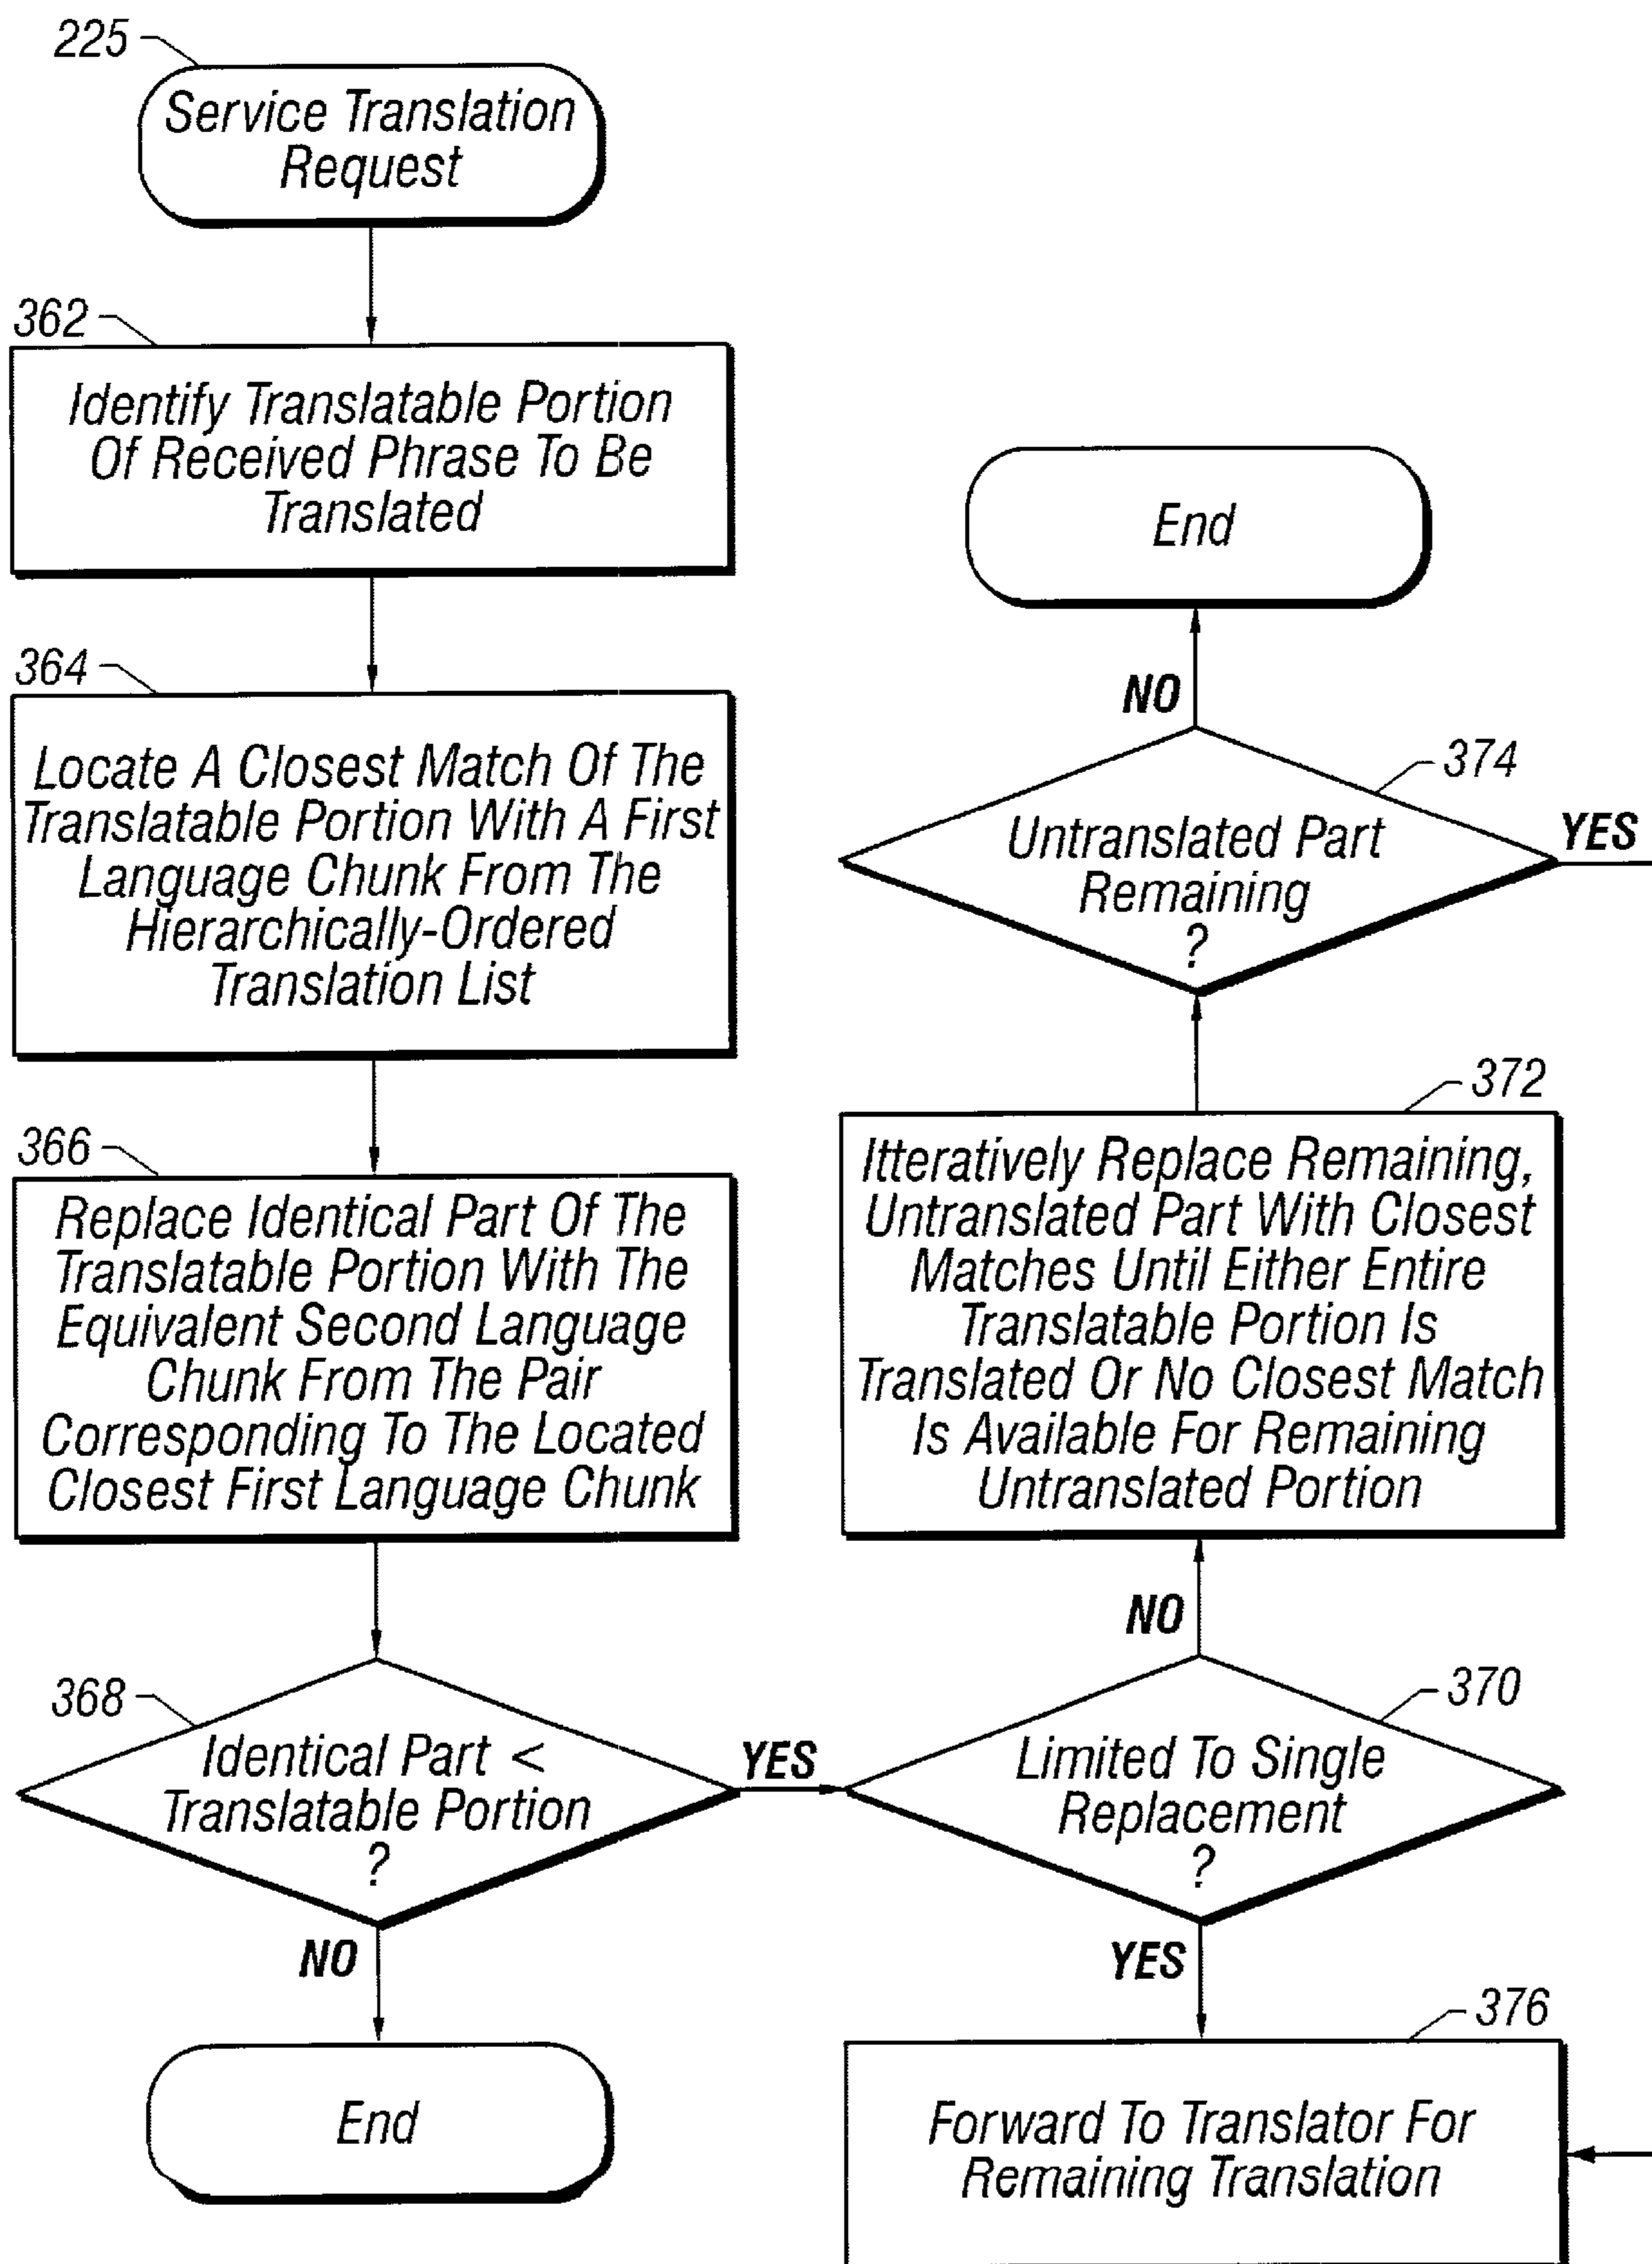 225
Service Translation
Request
362
Identify Translatable Portion
Of Received Phrase To Be
Translated
364
Locate A Closest Match Of The
Translatable Portion With A First
Language Chunk From The
Hierarchically-Ordered
Translation List
366
Replace Identical Part Of The
Translatable Portion With The
Equivalent Second Language
Chunk From The Pair
Corresponding To The Located
Closest First Language Chunk
368
Identical Part <
Translatable Portion
?
YES
NO
End
370
Limited To Single
Replacement
?
NO
YES
372
Itteratively Replace Remaining,
Untranslated Part With Closest
Matches Until Either Entire
Translatable Portion Is
Translated Or No Closest Match
Is Available For Remaining
Untranslated Portion
374
Untranslated Part
Remaining
?
YES
NO
End
376
Forward To Translator For
Remaining Translation